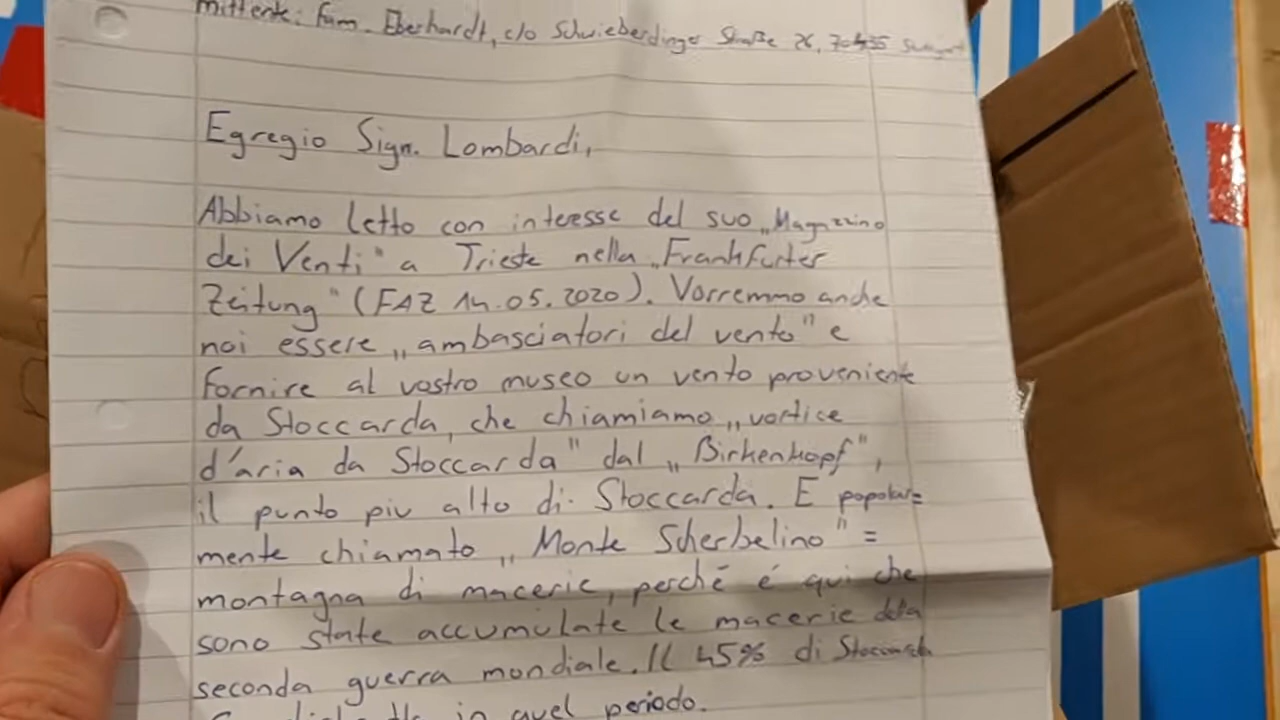 mittente: Fam. Eberhardt, c/o Schwieberdinger Straße 26, 70435
Egregio Sign. Lombardi,
Abbiamo letto con interesse del suo „Magazzino
dei Venti" a Trieste nella „Frankfurter
Zeitung" (FAZ 14.05.2020). Vorremmo anche
noi essere „ambasciatori del vento" e
fornire al vostro museo un vento proveniente
da Stoccarda, che chiamiamo „vortice
d'aria da Stoccarda" dal „Birkenkopf",
il punto piu alto di Stoccarda. E popolar=
mente chiamato „Monte Scherbelino" =
montagna di macerie, perché é qui che
sono state accumulate le macerie della
seconda guerra mondiale. Il 45% di Stoccarda
in quel periodo.